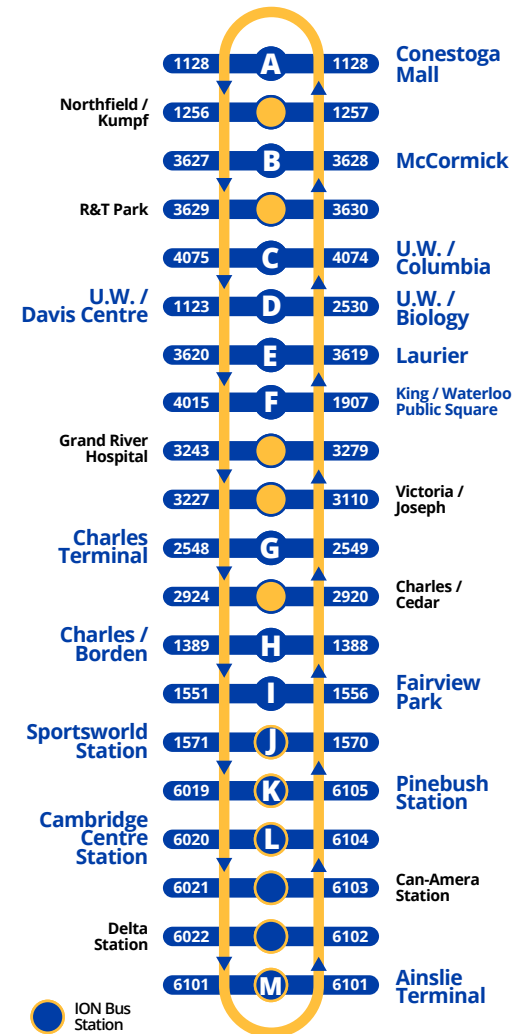 1128 A 1128 Conestoga
Mall
Northfield /
Kumpf
1256 1257
3627 B 3628 McCormick
R&T Park 3629 3630
4075 C 4074 U.W. /
Columbia
U.W. /
Davis Centre
1123 D 2530 U.W. /
Biology
3620 E 3619 Laurier
4015 F 1907 King / Waterloo
Public Square
Grand River
Hospital
3243 3279
3227 3110 Victoria /
Joseph
Charles
Terminal
2548 G 2549
2924 2920 Charles /
Cedar
Charles /
Borden
1389 H 1388
1551 I 1556 Fairview
Park
Sportsworld
Station
1571 J 1570
6019 K 6105 Pinebush
Station
Cambridge
Centre
Station
6020 L 6104
6021 6103 Can-Amera
Station
Delta
Station
6022 6102
6101 M 6101 Ainslie
Terminal
ION Bus
Station